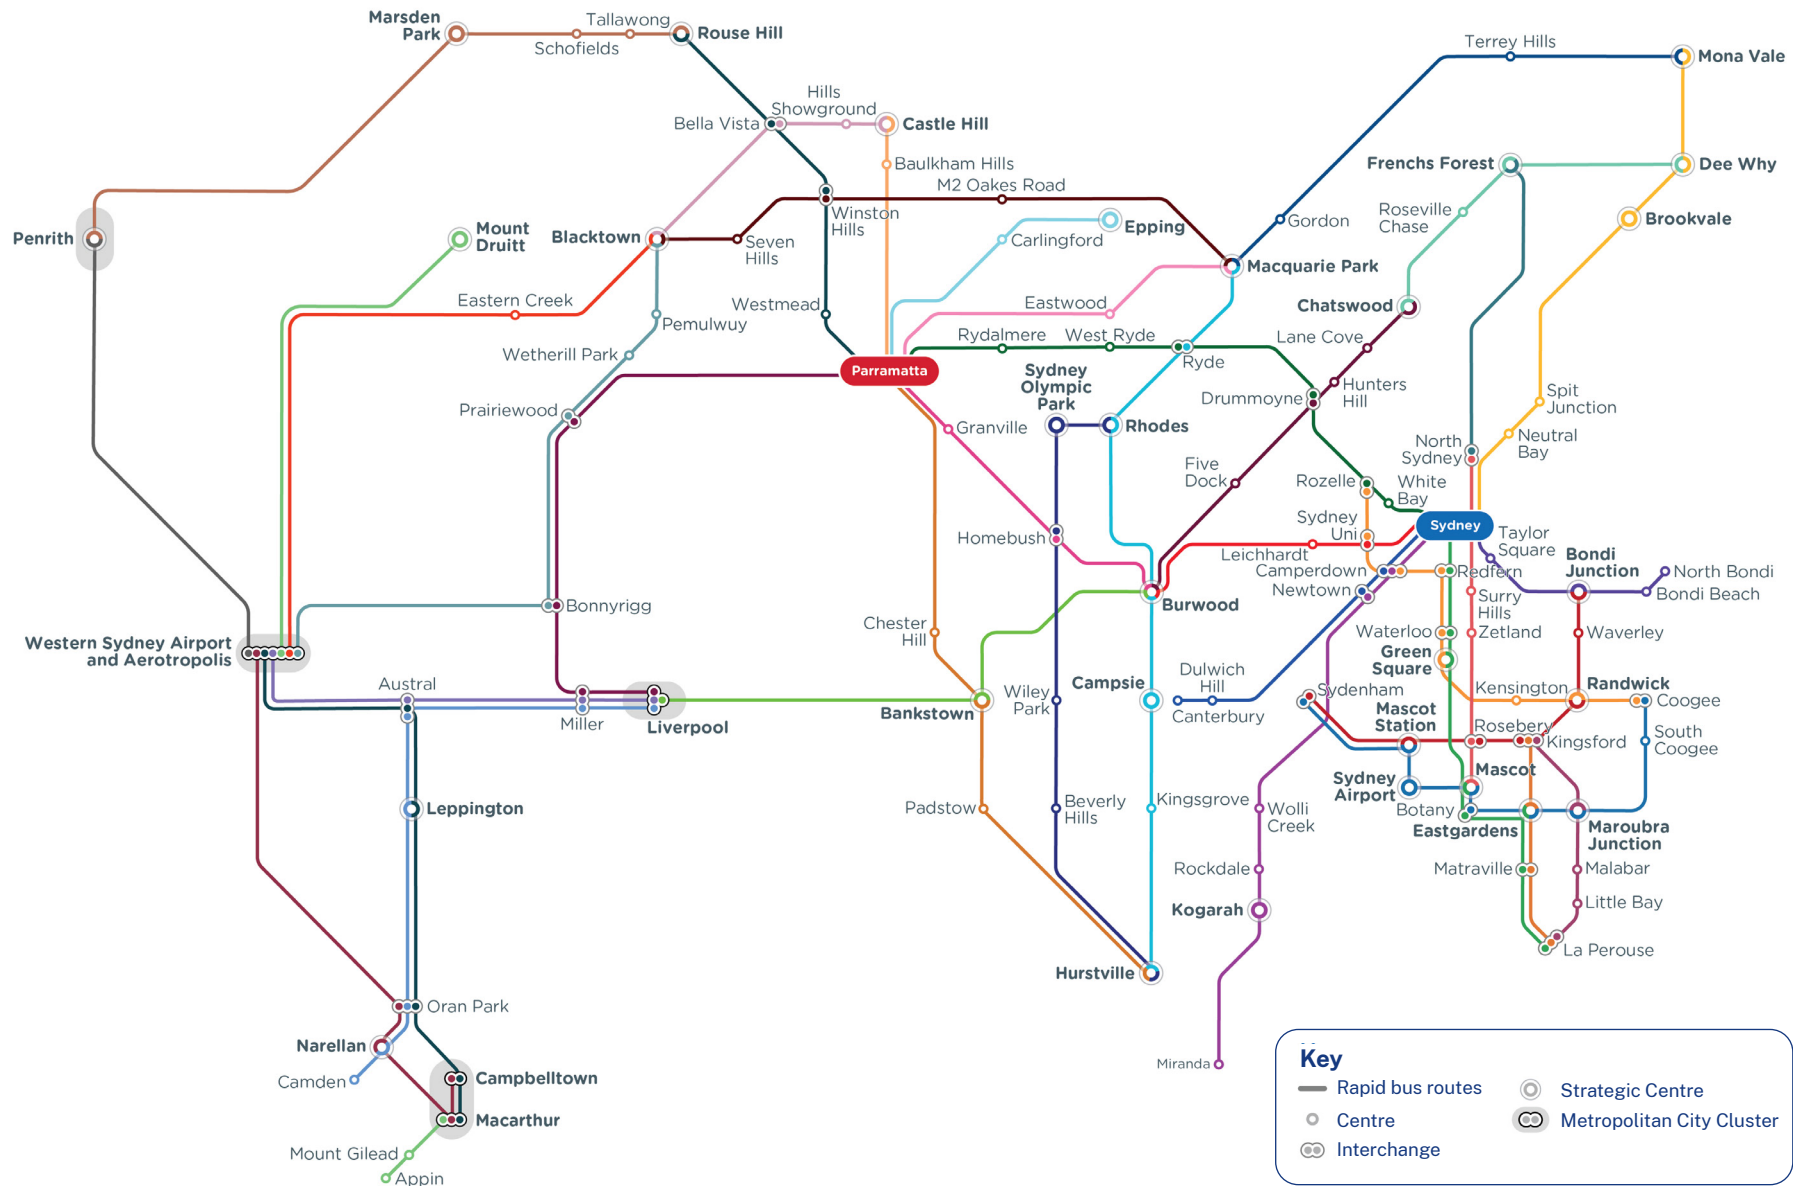 Marsden
Park
Schofields
Tallawong
Rouse Hill
Terrey Hills
Mona Vale
Hills
Showground
Bella Vista
Castle Hill
Baulkham Hills
Frenchs Forest
Dee Why
M2 Oakes Road
Roseville
Chase
Brookvale
Gordon
Penrith
Mount
Druitt
Blacktown
Seven
Hills
Winston
Hills
Carlingford
Epping
Macquarie Park
Eastern Creek
Pemulwuy
Westmead
Eastwood
Chatswood
Wetherill Park
Rydalmere
West Ryde
Ryde
Lane Cove
Parramatta
Sydney
Olympic
Park
Hunters
Hill
Drummoyne
Prairiewood
Granville
Rhodes
Spit
Junction
Neutral
Bay
North
Sydney
Five
Dock
Rozelle
White
Bay
Sydney
Uni
Sydney
Taylor
Square
Homebush
Leichhardt
Camperdown
Redfern
Bondi
Junction
North Bondi
Bondi Beach
Newtown
Surry
Hills
Bonnyrigg
Burwood
Chester
Hill
Waterloo
Zetland
Waverley
Western Sydney Airport
and Aerotropolis
Green
Square
Austral
Miller
Liverpool
Bankstown
Wiley
Park
Campsie
Dulwich
Hill
Canterbury
Sydenham
Kensington
Randwick
Coogee
Mascot
Station
Rosebery
Kingsford
South
Coogee
Sydney
Airport
Mascot
Leppington
Padstow
Beverly
Hills
Kingsgrove
Wolli
Creek
Botany
Eastgardens
Maroubra
Junction
Rockdale
Matraville
Malabar
Kogarah
Little Bay
La Perouse
Hurstville
Oran Park
Narellan
Camden
Campbelltown
Macarthur
Mount Gilead
Appin
Miranda
Key
Rapid bus routes
Centre
Interchange
Strategic Centre
Metropolitan City Cluster